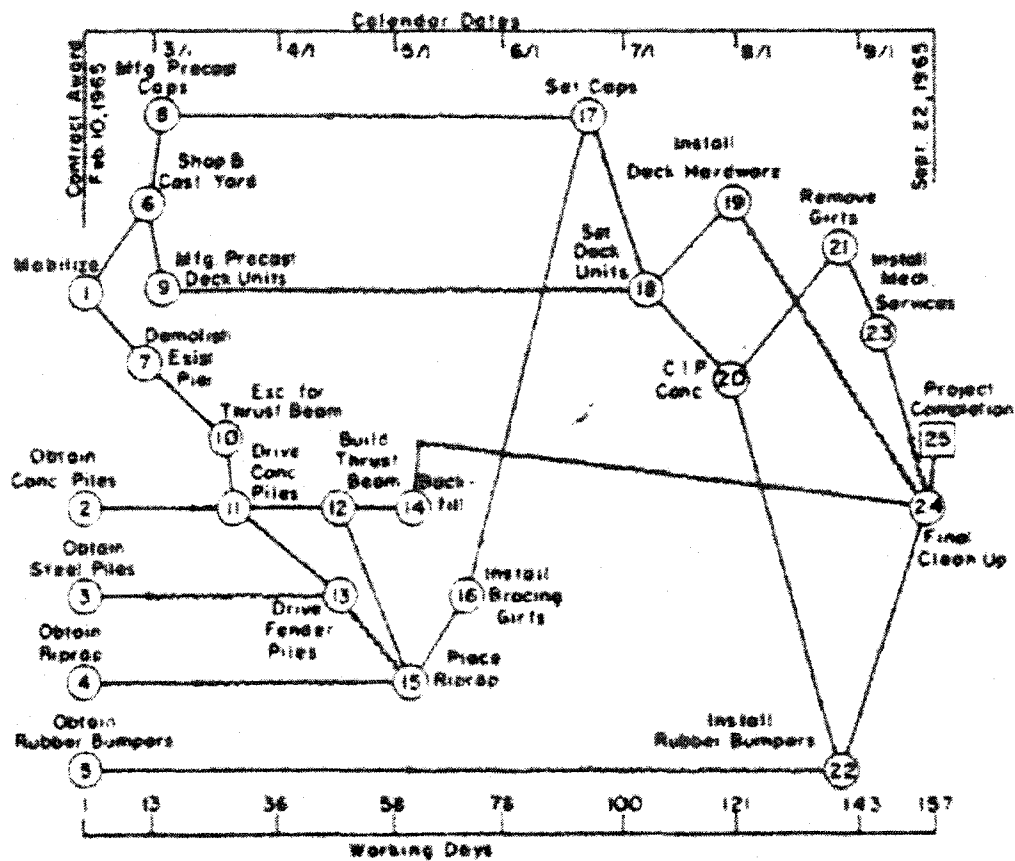 Calendar Dates
3/1 4/1 5/1 6/1 7/1 8/1 9/1
Contract Award
Feb. 10, 1965
Sept. 22, 1965
Mfg. Precast
Caps
8
Set Caps
17
Shop &
Cast Yard
6
Install
Deck Hardware
19
Remove
Girts
21
Mobilize
1
Mfg. Precast
Deck Units
9
Set
Deck
Units
18
Install
Mech
Services
23
Demolish
Exist
Pier
7
CIP
Conc
20
Project
Completion
25
Exc for
Thrust Beam
10
Obtain
Conc Piles
2
Drive
Conc
Piles
11
Build
Thrust
Beam
12
Back-
fill
14
24
Final
Clean Up
Obtain
Steel Piles
3
13
Drive
Fender
Piles
16
Install
Bracing
Girts
Obtain
Riprap
4
15
Place
Riprap
Obtain
Rubber Bumpers
5
Install
Rubber Bumpers
22
1 13 36 58 78 100 121 143 157
Working Days